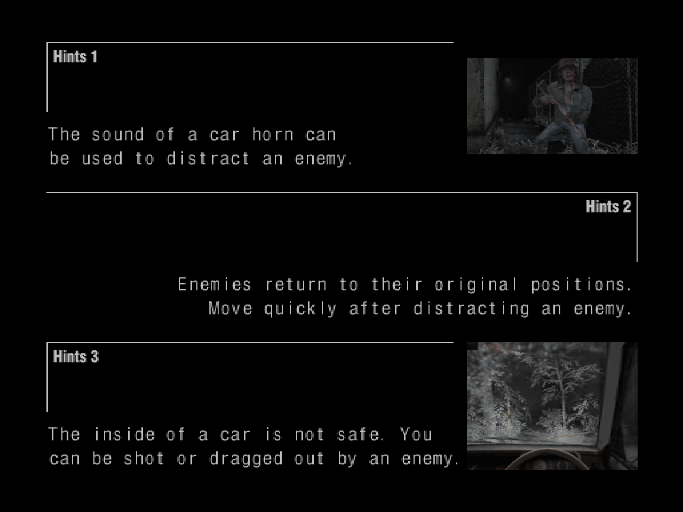 Hints 1
The sound of a car horn can
be used to distract an enemy.
Hints 2
Enemies return to their original positions.
Move quickly after distracting an enemy.
Hints 3
The inside of a car is not safe. You
can be shot or dragged out by an enemy.